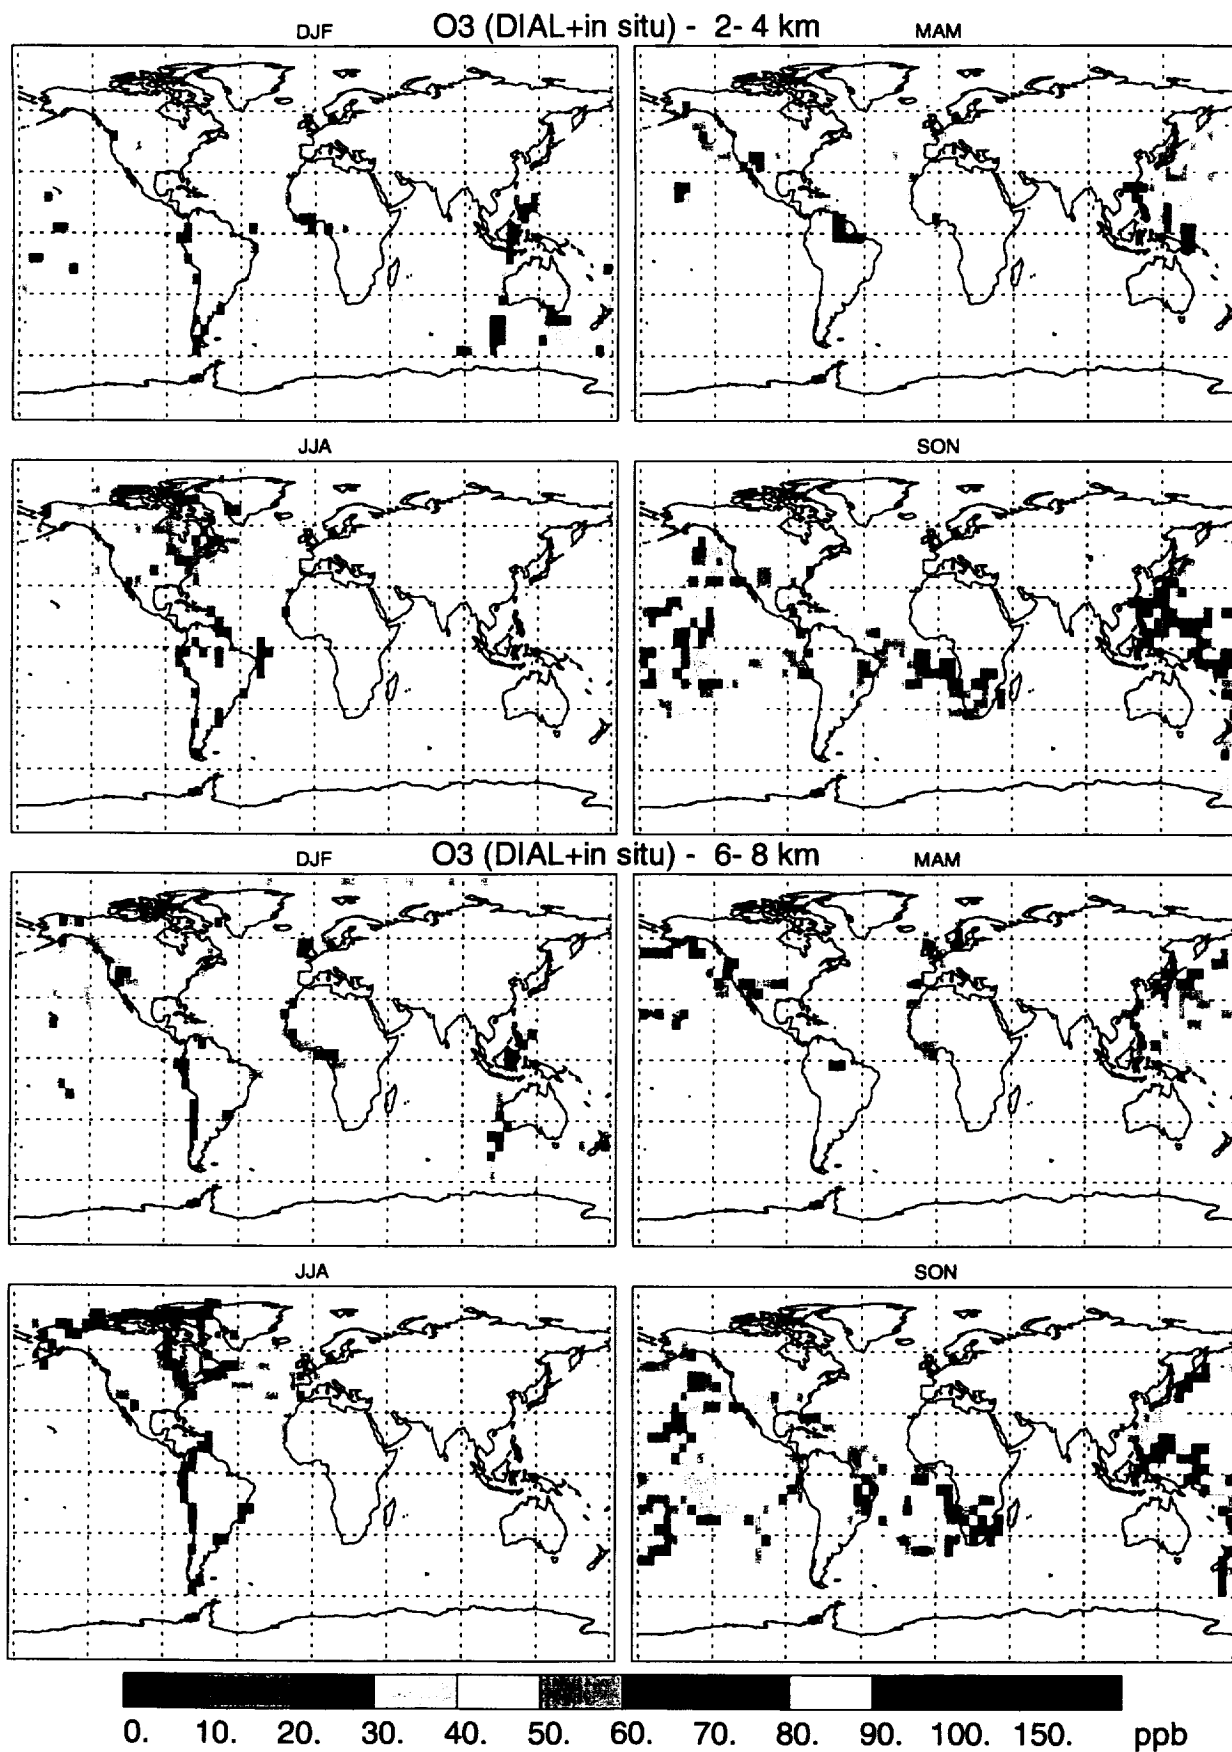 O3 (DIAL+in situ) - 2- 4 km
DJF MAM
JJA SON
O3 (DIAL+in situ) - 6- 8 km
DJF MAM
JJA SON
0. 10. 20. 30. 40. 50. 60. 70. 80. 90. 100. 150. ppb